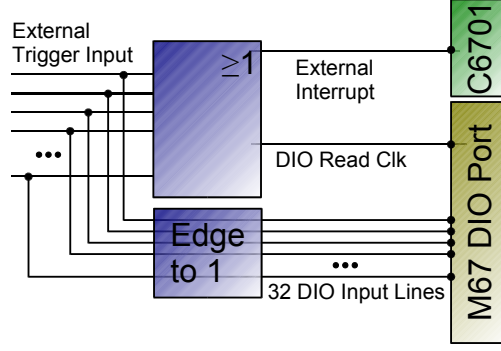 External
Trigger Input
≥1
External
Interrupt
C6701
DIO Read Clk
M67 DIO Port
•••
Edge
to 1
•••
32 DIO Input Lines